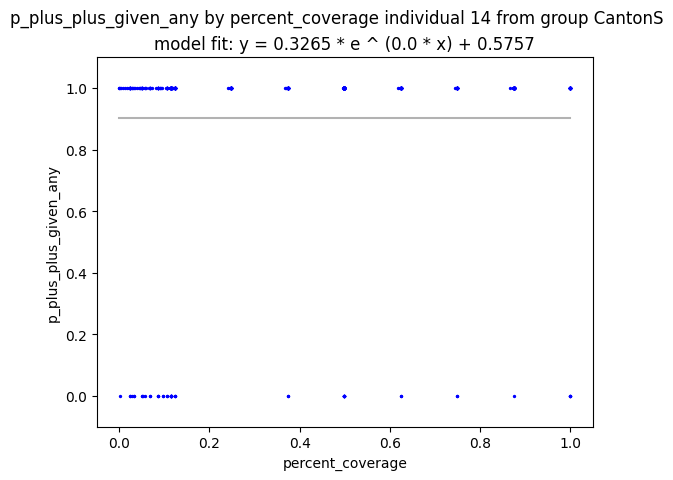 p_plus_plus_given_any by percent_coverage individual 14 from group CantonS
model fit: y = 0.3265 * e ^ (0.0 * x) + 0.5757
p_plus_plus_given_any
1.0
0.8
0.6
0.4
0.2
0.0
0.0 0.2 0.4 0.6 0.8 1.0
percent_coverage